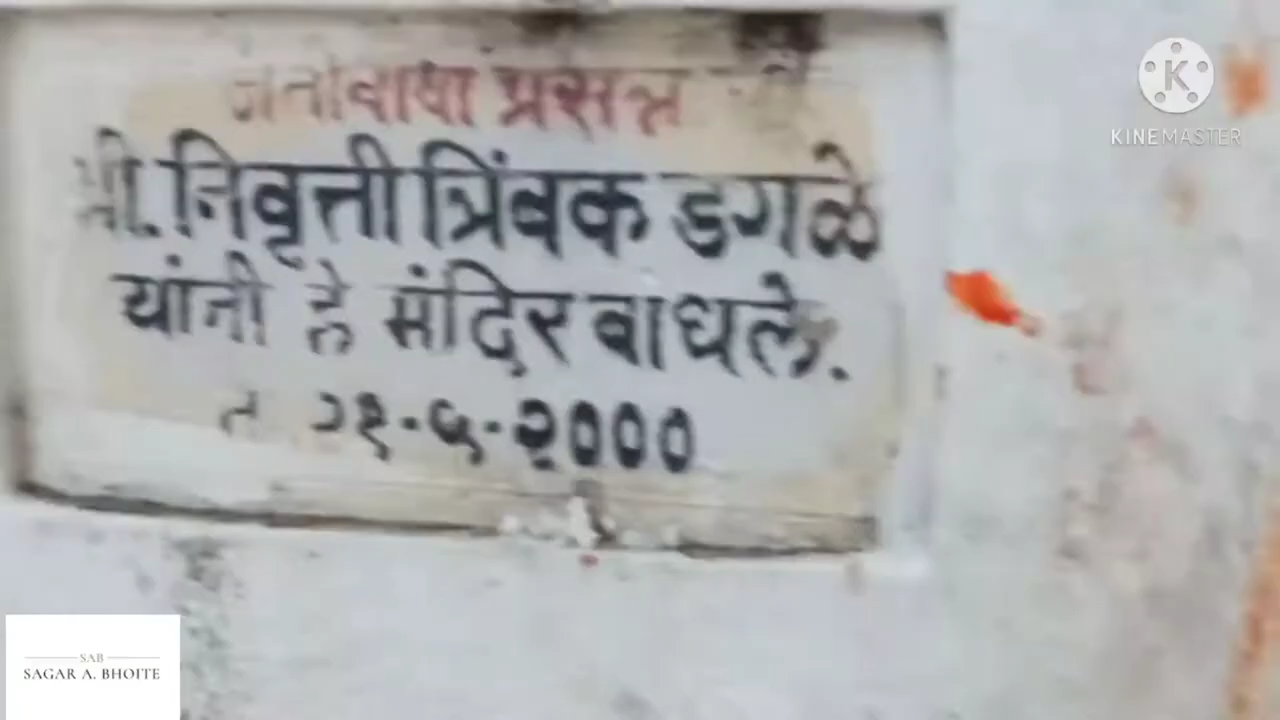 प्रसन्न
श्री. निवृत्ती त्रिंबक डगळे
यांनी हे मंदिर बाधले.
ता २१-५-२०००
KINEMASTER
SAB
SAGAR A. BHOITE